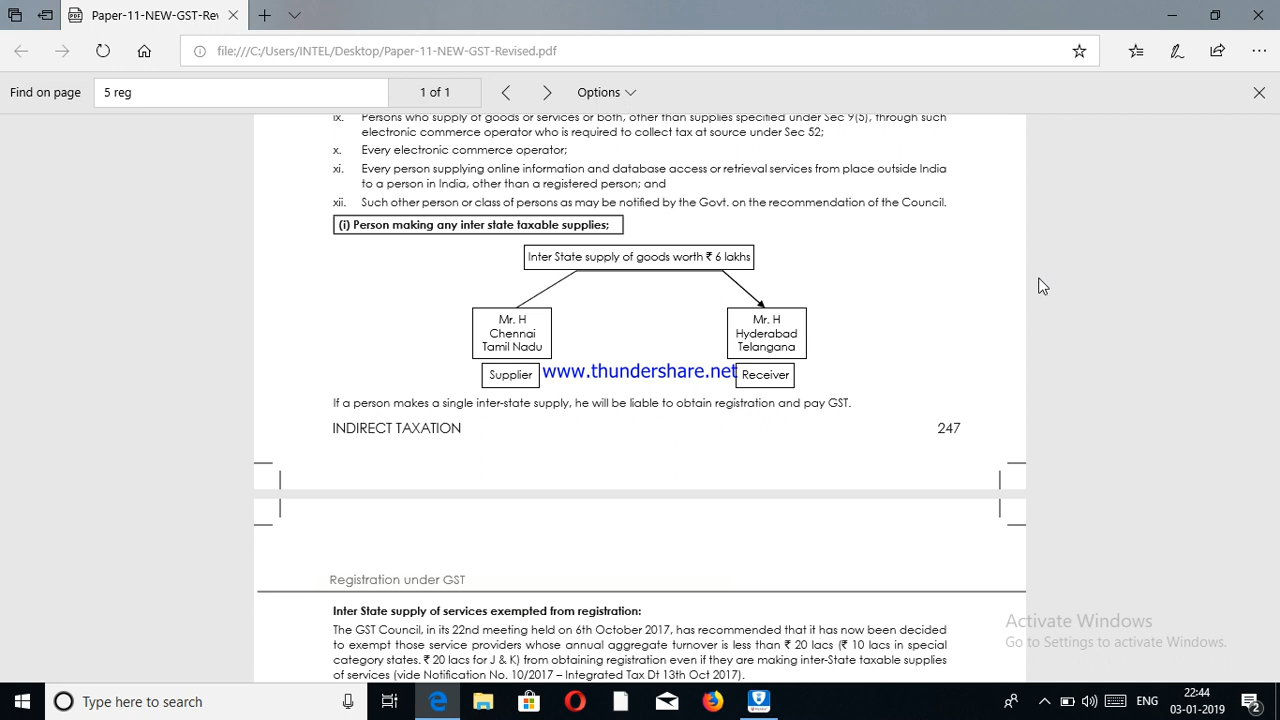 Paper-11-NEW-GST-Rev
file:///C:/Users/INTEL/Desktop/Paper-11-NEW-GST-Revised.pdf
Find on page
5 reg
1 of 1
Options
ix. Persons who supply of goods or services or both, other than supplies specified under Sec 9(5), through such
electronic commerce operator who is required to collect tax at source under Sec 52;
x. Every electronic commerce operator;
xi. Every person supplying online information and database access or retrieval services from place outside India
to a person in India, other than a registered person; and
xii. Such other person or class of persons as may be notified by the Govt. on the recommendation of the Council.
(i) Person making any inter state taxable supplies;
Inter State supply of goods worth ₹ 6 lakhs
Mr. H
Chennai
Tamil Nadu
Mr. H
Hyderabad
Telangana
Supplier
www.thundershare.net
Receiver
If a person makes a single inter-state supply, he will be liable to obtain registration and pay GST.
INDIRECT TAXATION
247
Registration under GST
Inter State supply of services exempted from registration:
The GST Council, in its 22nd meeting held on 6th October 2017, has recommended that it has now been decided
to exempt those service providers whose annual aggregate turnover is less than ₹ 20 lacs (₹ 10 lacs in special
category states. ₹ 20 lacs for J & K) from obtaining registration even if they are making inter-State taxable supplies
of services (vide Notification No. 10/2017 – Integrated Tax Dt 13th Oct 2017).
Activate Windows
Go to Settings to activate Windows.
Type here to search
ENG
22:44
03-01-2019
2